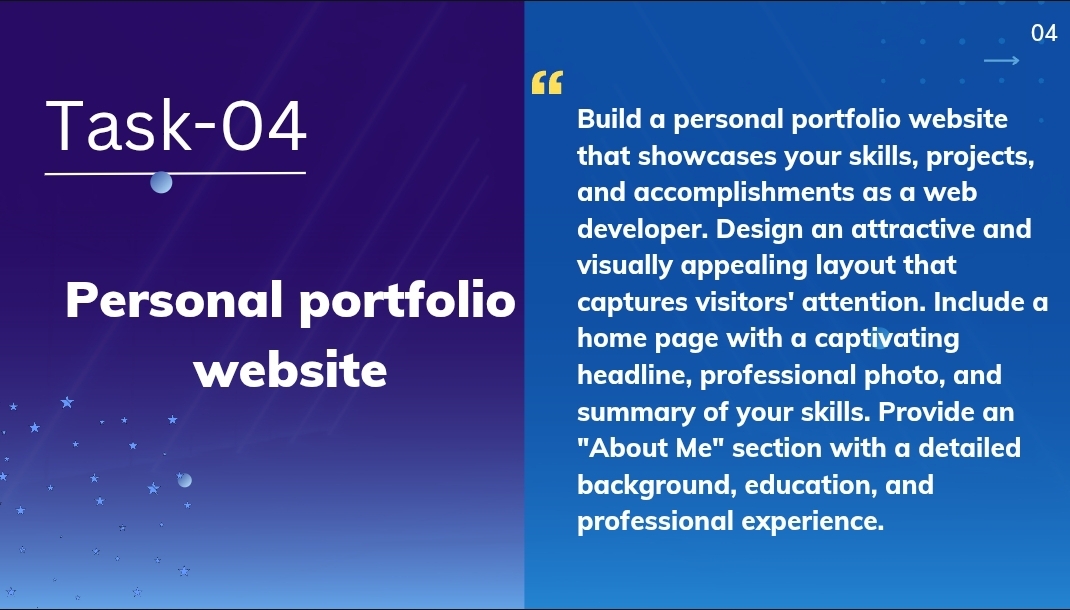 04
Task-04
Personal portfolio
website
“
Build a personal portfolio website
that showcases your skills, projects,
and accomplishments as a web
developer. Design an attractive and
visually appealing layout that
captures visitors' attention. Include a
home page with a captivating
headline, professional photo, and
summary of your skills. Provide an
"About Me" section with a detailed
background, education, and
professional experience.